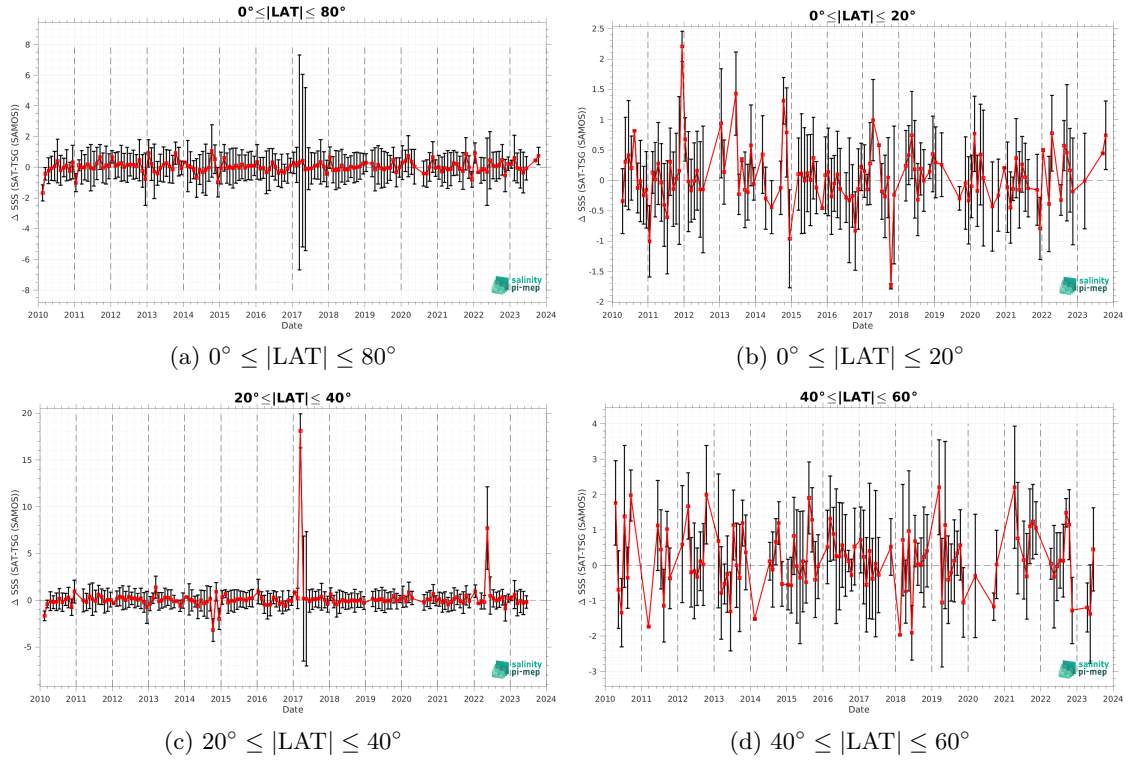 0°≤|LAT|≤ 80°
Δ SSS (SAT-TSG (SAMOS))
8
6
4
2
0
-2
-4
-6
-8
2010 2011 2012 2013 2014 2015 2016 2017 2018 2019 2020 2021 2022 2023 2024
Date
salinity
pi-mep
(a) 0° ≤ |LAT| ≤ 80°
0°≤|LAT|≤ 20°
Δ SSS (SAT-TSG (SAMOS))
2.5
2
1.5
1
0.5
0
-0.5
-1
-1.5
-2
2010 2011 2012 2013 2014 2015 2016 2017 2018 2019 2020 2021 2022 2023 2024
Date
salinity
pi-mep
(b) 0° ≤ |LAT| ≤ 20°
20°≤|LAT|≤ 40°
Δ SSS (SAT-TSG (SAMOS))
20
15
10
5
0
-5
2010 2011 2012 2013 2014 2015 2016 2017 2018 2019 2020 2021 2022 2023 2024
Date
salinity
pi-mep
(c) 20° ≤ |LAT| ≤ 40°
40°≤|LAT|≤ 60°
Δ SSS (SAT-TSG (SAMOS))
4
3
2
1
0
-1
-2
-3
2010 2011 2012 2013 2014 2015 2016 2017 2018 2019 2020 2021 2022 2023 2024
Date
salinity
pi-mep
(d) 40° ≤ |LAT| ≤ 60°